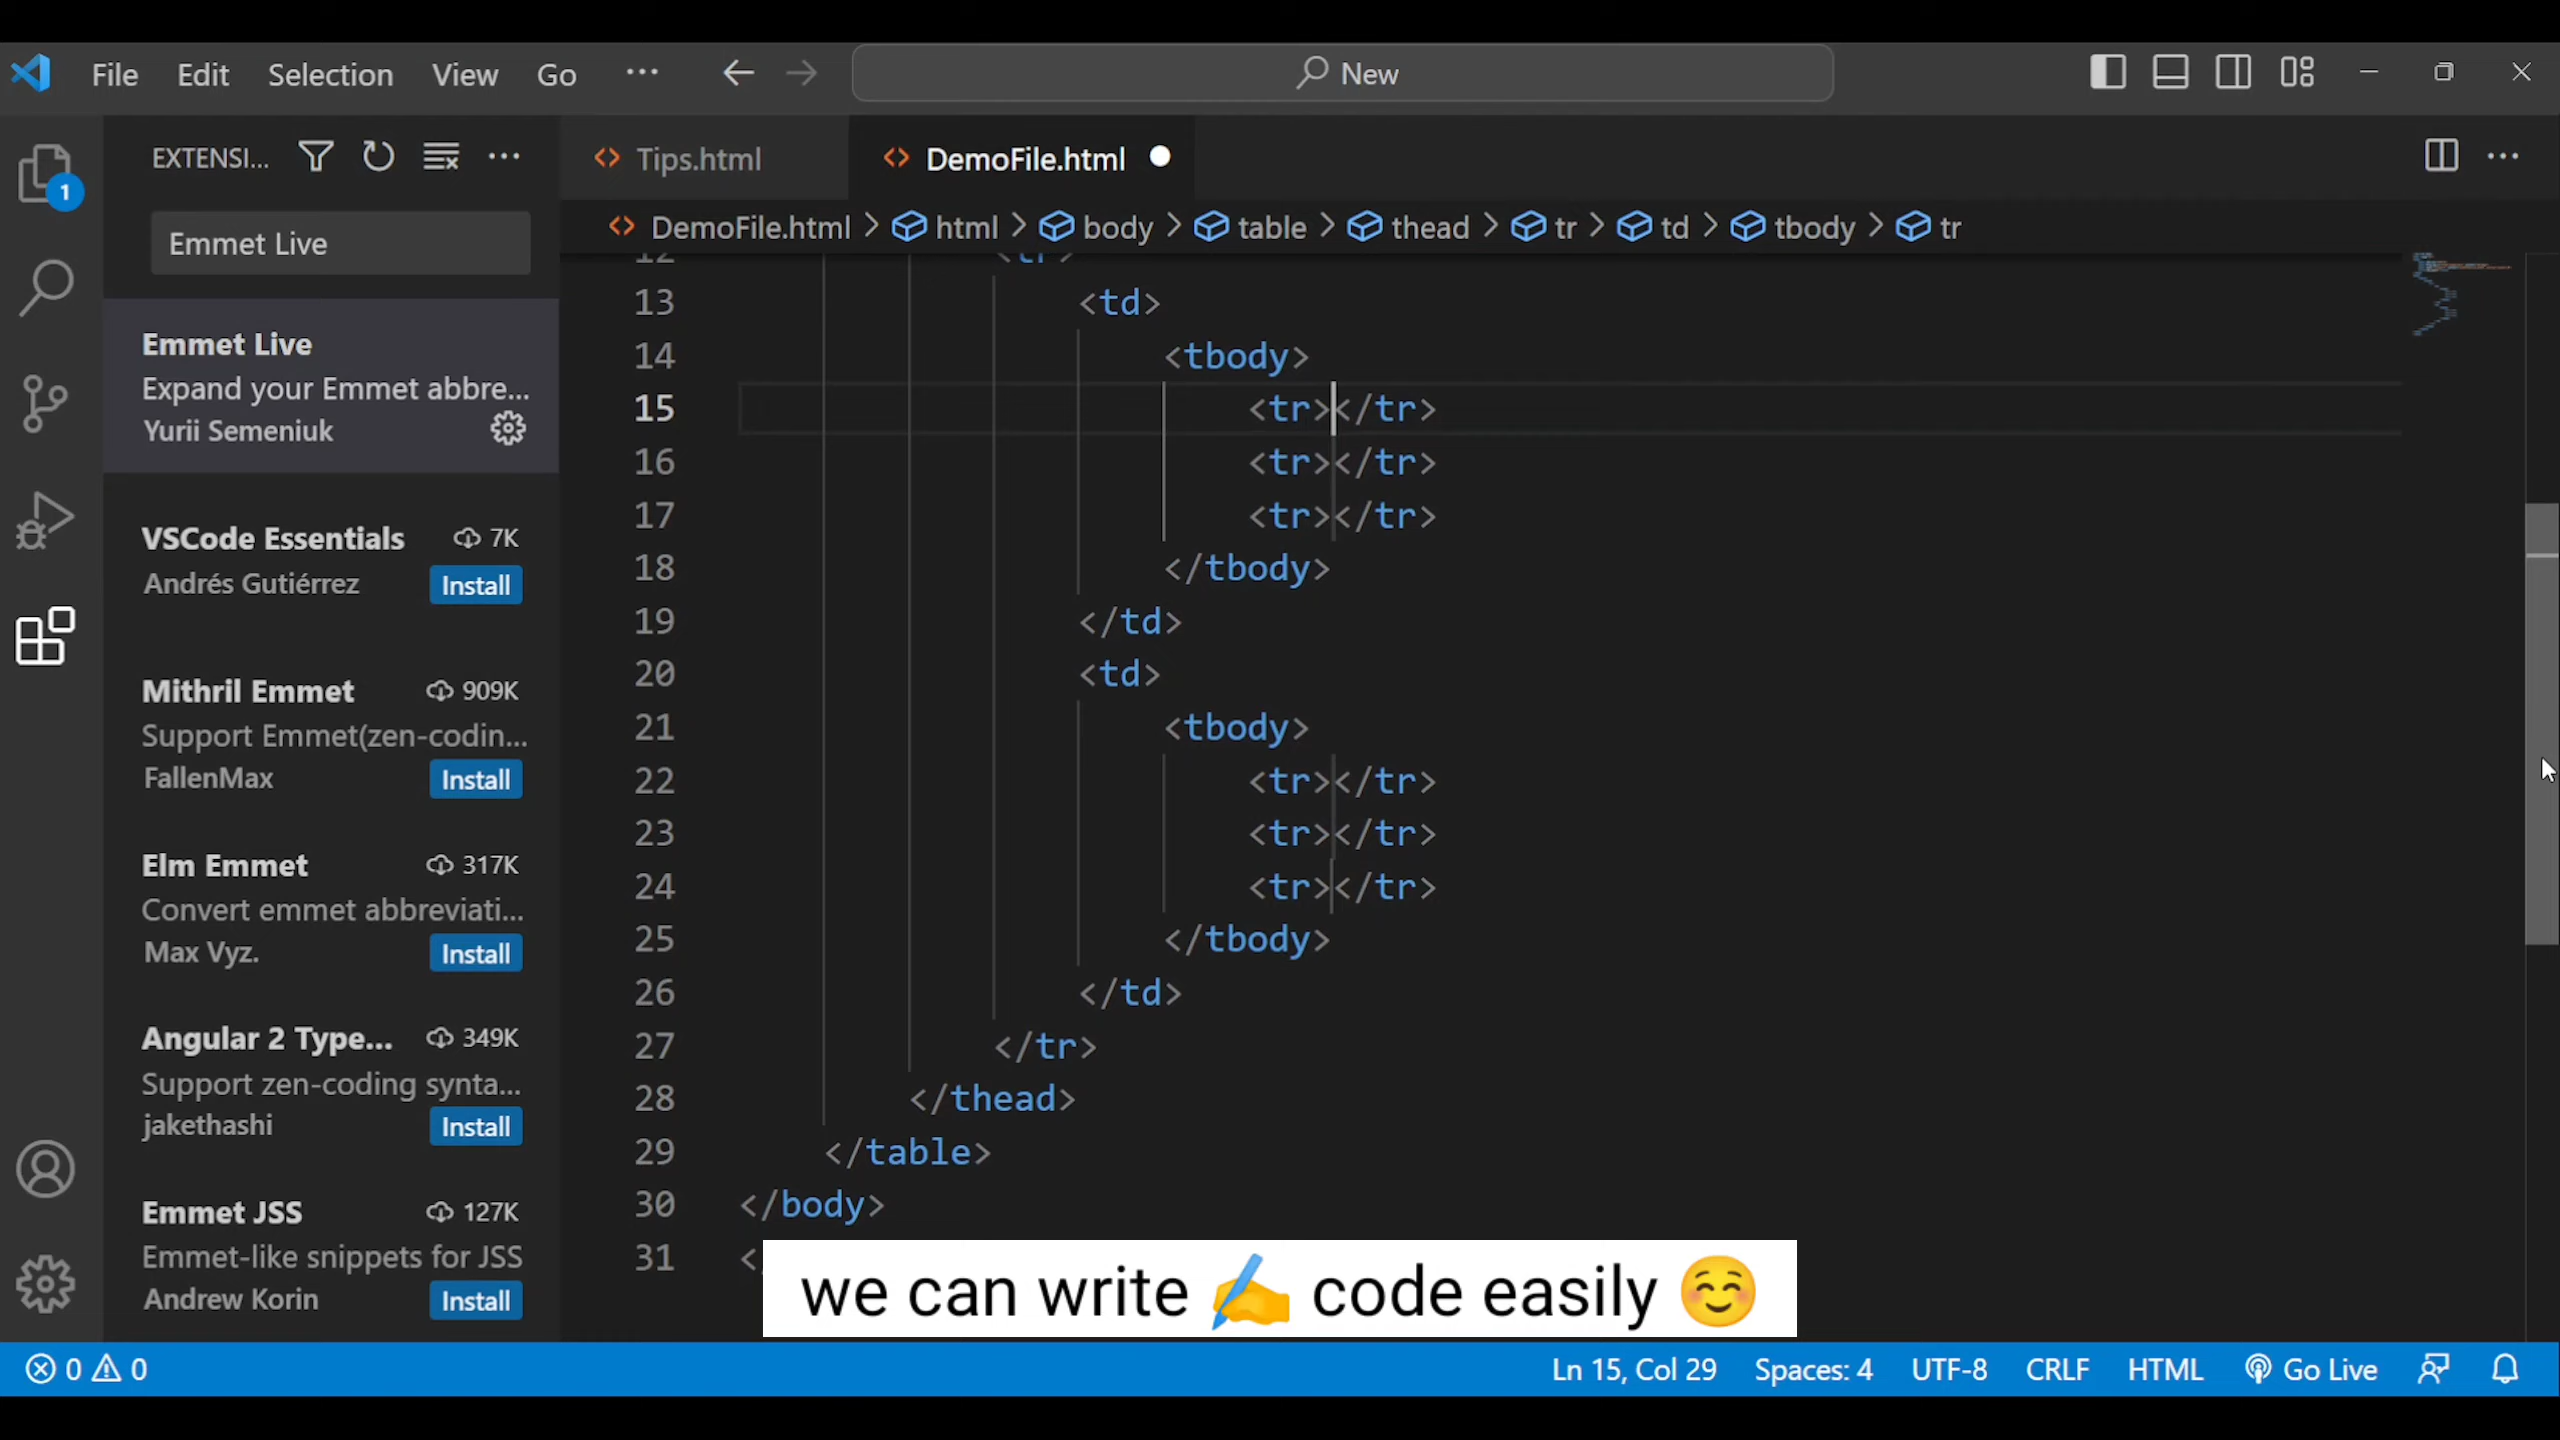 File Edit Selection View Go ··· New
EXTENSI... ···
Tips.html DemoFile.html ···
DemoFile.html > html > body > table > thead > tr > td > tbody > tr
Emmet Live
Emmet Live
Expand your Emmet abbre...
Yurii Semeniuk
VSCode Essentials 7K
Andrés Gutiérrez Install
Mithril Emmet 909K
Support Emmet(zen-codin...
FallenMax Install
Elm Emmet 317K
Convert emmet abbreviati...
Max Vyz. Install
Angular 2 Type... 349K
Support zen-coding synta...
jakethashi Install
Emmet JSS 127K
Emmet-like snippets for JSS
Andrew Korin Install
1
12 <tr>
13 <td>
14 <tbody>
15 <tr></tr>
16 <tr></tr>
17 <tr></tr>
18 </tbody>
19 </td>
20 <td>
21 <tbody>
22 <tr></tr>
23 <tr></tr>
24 <tr></tr>
25 </tbody>
26 </td>
27 </tr>
28 </thead>
29 </table>
30 </body>
31 <
we can write ✍️ code easily ☺️
0 0 Ln 15, Col 29 Spaces: 4 UTF-8 CRLF HTML Go Live